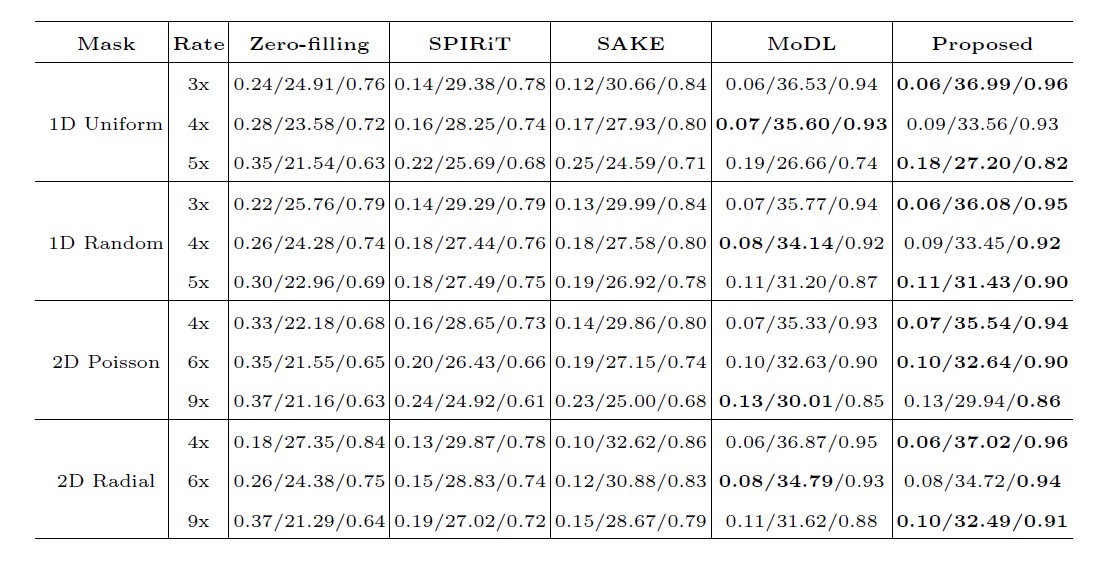 Mask Rate Zero-filling SPIRiT SAKE MoDL Proposed
3x 0.24/24.91/0.76 0.14/29.38/0.78 0.12/30.66/0.84 0.06/36.53/0.94 0.06/36.99/0.96
1D Uniform 4x 0.28/23.58/0.72 0.16/28.25/0.74 0.17/27.93/0.80 0.07/35.60/0.93 0.09/33.56/0.93
5x 0.35/21.54/0.63 0.22/25.69/0.68 0.25/24.59/0.71 0.19/26.66/0.74 0.18/27.20/0.82
3x 0.22/25.76/0.79 0.14/29.29/0.79 0.13/29.99/0.84 0.07/35.77/0.94 0.06/36.08/0.95
1D Random 4x 0.26/24.28/0.74 0.18/27.44/0.76 0.18/27.58/0.80 0.08/34.14/0.92 0.09/33.45/0.92
5x 0.30/22.96/0.69 0.18/27.49/0.75 0.19/26.92/0.78 0.11/31.20/0.87 0.11/31.43/0.90
4x 0.33/22.18/0.68 0.16/28.65/0.73 0.14/29.86/0.80 0.07/35.33/0.93 0.07/35.54/0.94
2D Poisson 6x 0.35/21.55/0.65 0.20/26.43/0.66 0.19/27.15/0.74 0.10/32.63/0.90 0.10/32.64/0.90
9x 0.37/21.16/0.63 0.24/24.92/0.61 0.23/25.00/0.68 0.13/30.01/0.85 0.13/29.94/0.86
4x 0.18/27.35/0.84 0.13/29.87/0.78 0.10/32.62/0.86 0.06/36.87/0.95 0.06/37.02/0.96
2D Radial 6x 0.26/24.38/0.75 0.15/28.83/0.74 0.12/30.88/0.83 0.08/34.79/0.93 0.08/34.72/0.94
9x 0.37/21.29/0.64 0.19/27.02/0.72 0.15/28.67/0.79 0.11/31.62/0.88 0.10/32.49/0.91